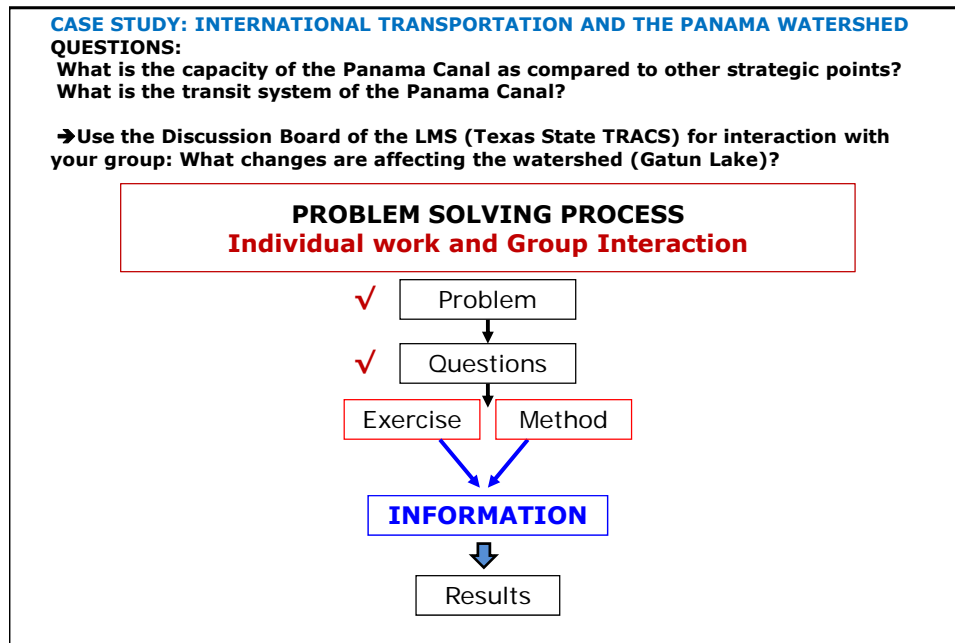 CASE STUDY: INTERNATIONAL TRANSPORTATION AND THE PANAMA WATERSHED
QUESTIONS:
What is the capacity of the Panama Canal as compared to other strategic points?
What is the transit system of the Panama Canal?
➔Use the Discussion Board of the LMS (Texas State TRACS) for interaction with
your group: What changes are affecting the watershed (Gatun Lake)?
PROBLEM SOLVING PROCESS
Individual work and Group Interaction
√ Problem
√ Questions
Exercise Method
INFORMATION
Results